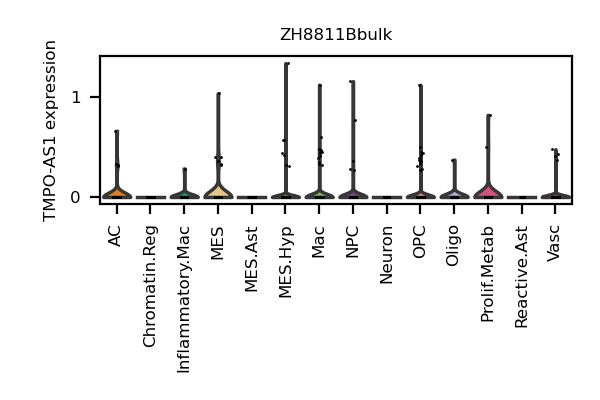 ZH8811Bbulk
TMPO-AS1 expression
1
0
AC
Chromatin.Reg
Inflammatory.Mac
MES
MES.Ast
MES.Hyp
Mac
NPC
Neuron
OPC
Oligo
Prolif.Metab
Reactive.Ast
Vasc